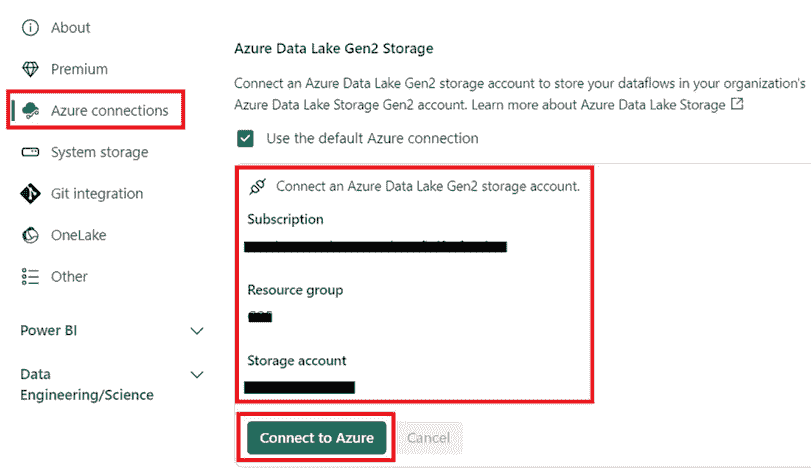 About
Premium
Azure connections
System storage
Git integration
OneLake
Other
Power BI
Data
Engineering/Science
Azure Data Lake Gen2 Storage
Connect an Azure Data Lake Gen2 storage account to store your dataflows in your organization's
Azure Data Lake Storage Gen2 account. Learn more about Azure Data Lake Storage
Use the default Azure connection
Connect an Azure Data Lake Gen2 storage account.
Subscription
Resource group
Storage account
Connect to Azure
Cancel